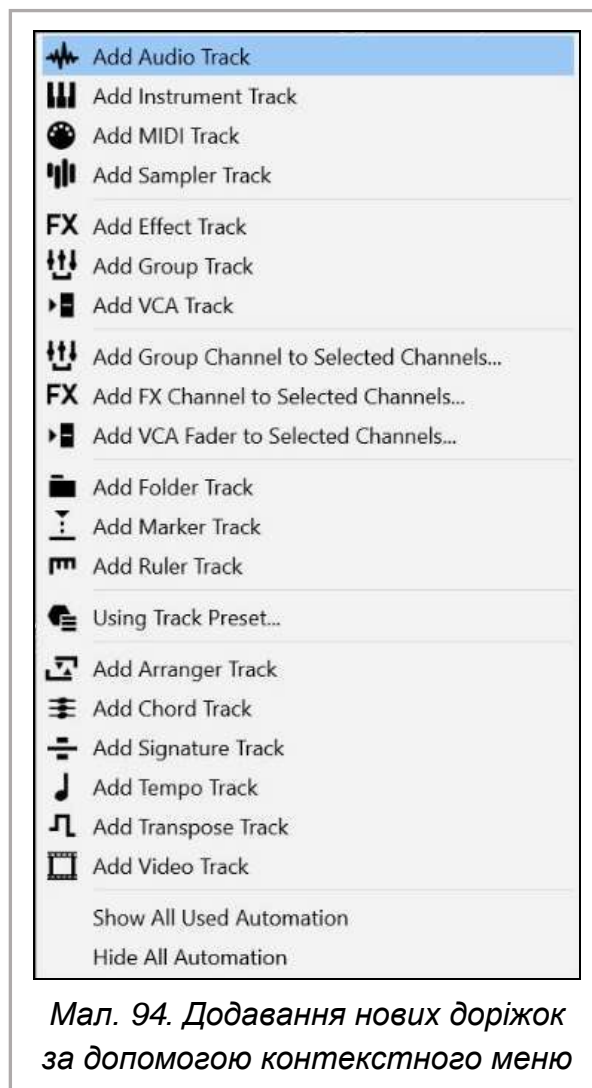 Add Audio Track
Add Instrument Track
Add MIDI Track
Add Sampler Track
FX Add Effect Track
Add Group Track
Add VCA Track
Add Group Channel to Selected Channels...
FX Add FX Channel to Selected Channels...
Add VCA Fader to Selected Channels...
Add Folder Track
Add Marker Track
Add Ruler Track
Using Track Preset...
Add Arranger Track
Add Chord Track
Add Signature Track
Add Tempo Track
Add Transpose Track
Add Video Track
Show All Used Automation
Hide All Automation
Мал. 94. Додавання нових доріжок
за допомогою контекстного меню